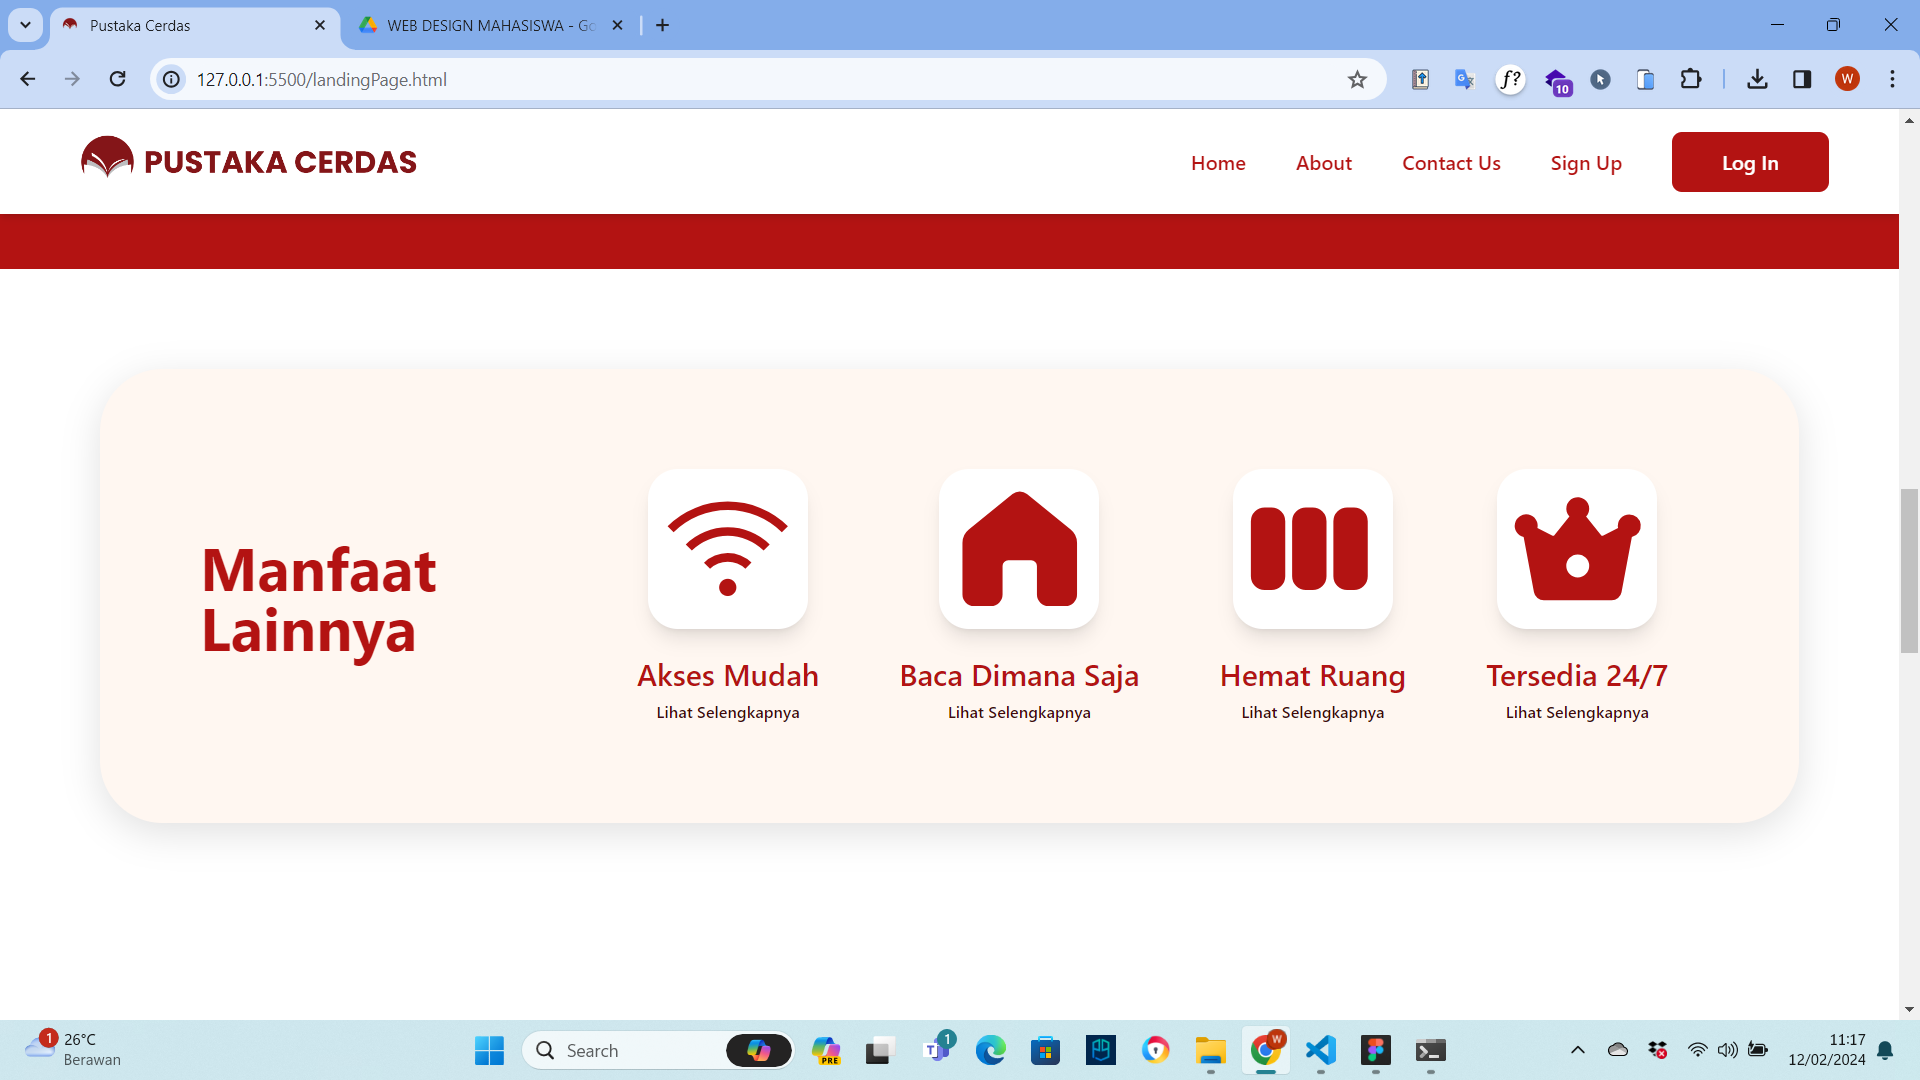 Pustaka Cerdas
WEB DESIGN MAHASISWA - Go
127.0.0.1:5500/landingPage.html
f?
10
W
PUSTAKA CERDAS
Home
About
Contact Us
Sign Up
Log In
Manfaat
Lainnya
Akses Mudah
Lihat Selengkapnya
Baca Dimana Saja
Lihat Selengkapnya
Hemat Ruang
Lihat Selengkapnya
Tersedia 24/7
Lihat Selengkapnya
1
26°C
Berawan
Search
PRE
T
1
W
11:17
12/02/2024